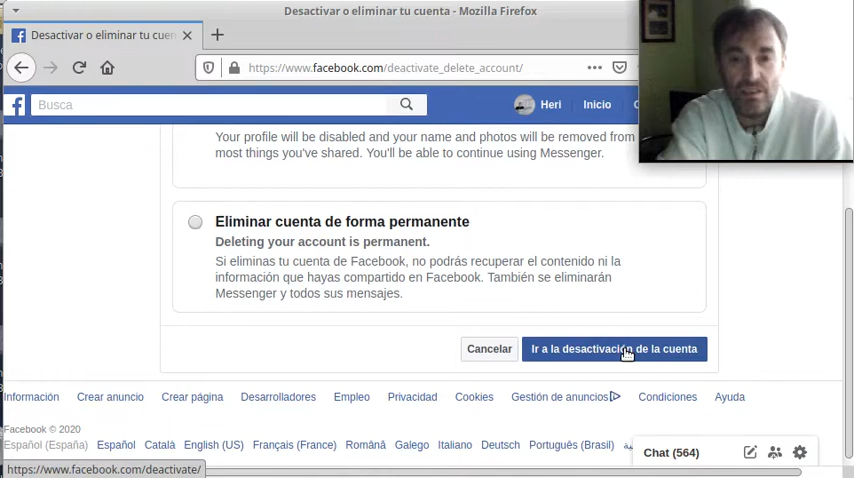 Desactivar o eliminar tu cuenta - Mozilla Firefox
Desactivar o eliminar tu cuen
https://www.facebook.com/deactivate_delete_account/
Busca
Heri
Inicio
Your profile will be disabled and your name and photos will be removed from
most things you've shared. You'll be able to continue using Messenger.
Eliminar cuenta de forma permanente
Deleting your account is permanent.
Si eliminas tu cuenta de Facebook, no podrás recuperar el contenido ni la
información que hayas compartido en Facebook. También se eliminarán
Messenger y todos sus mensajes.
Cancelar
Ir a la desactivación de la cuenta
Información Crear anuncio Crear página Desarrolladores Empleo Privacidad Cookies Gestión de anuncios Condiciones Ayuda
Facebook © 2020
Español (España) Español Català English (US) Français (France) Română Galego Italiano Deutsch Português (Brasil)
Chat (564)
https://www.facebook.com/deactivate/